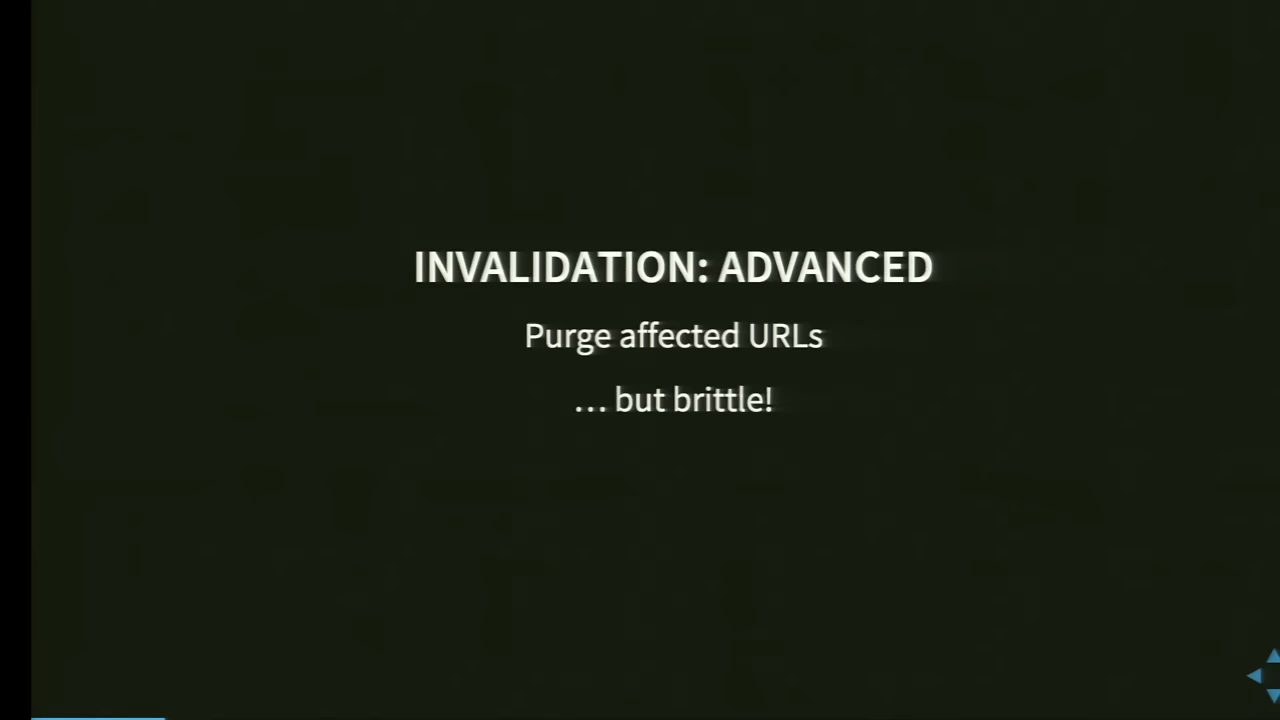 INVALIDATION: ADVANCED
Purge affected URLs
… but brittle!